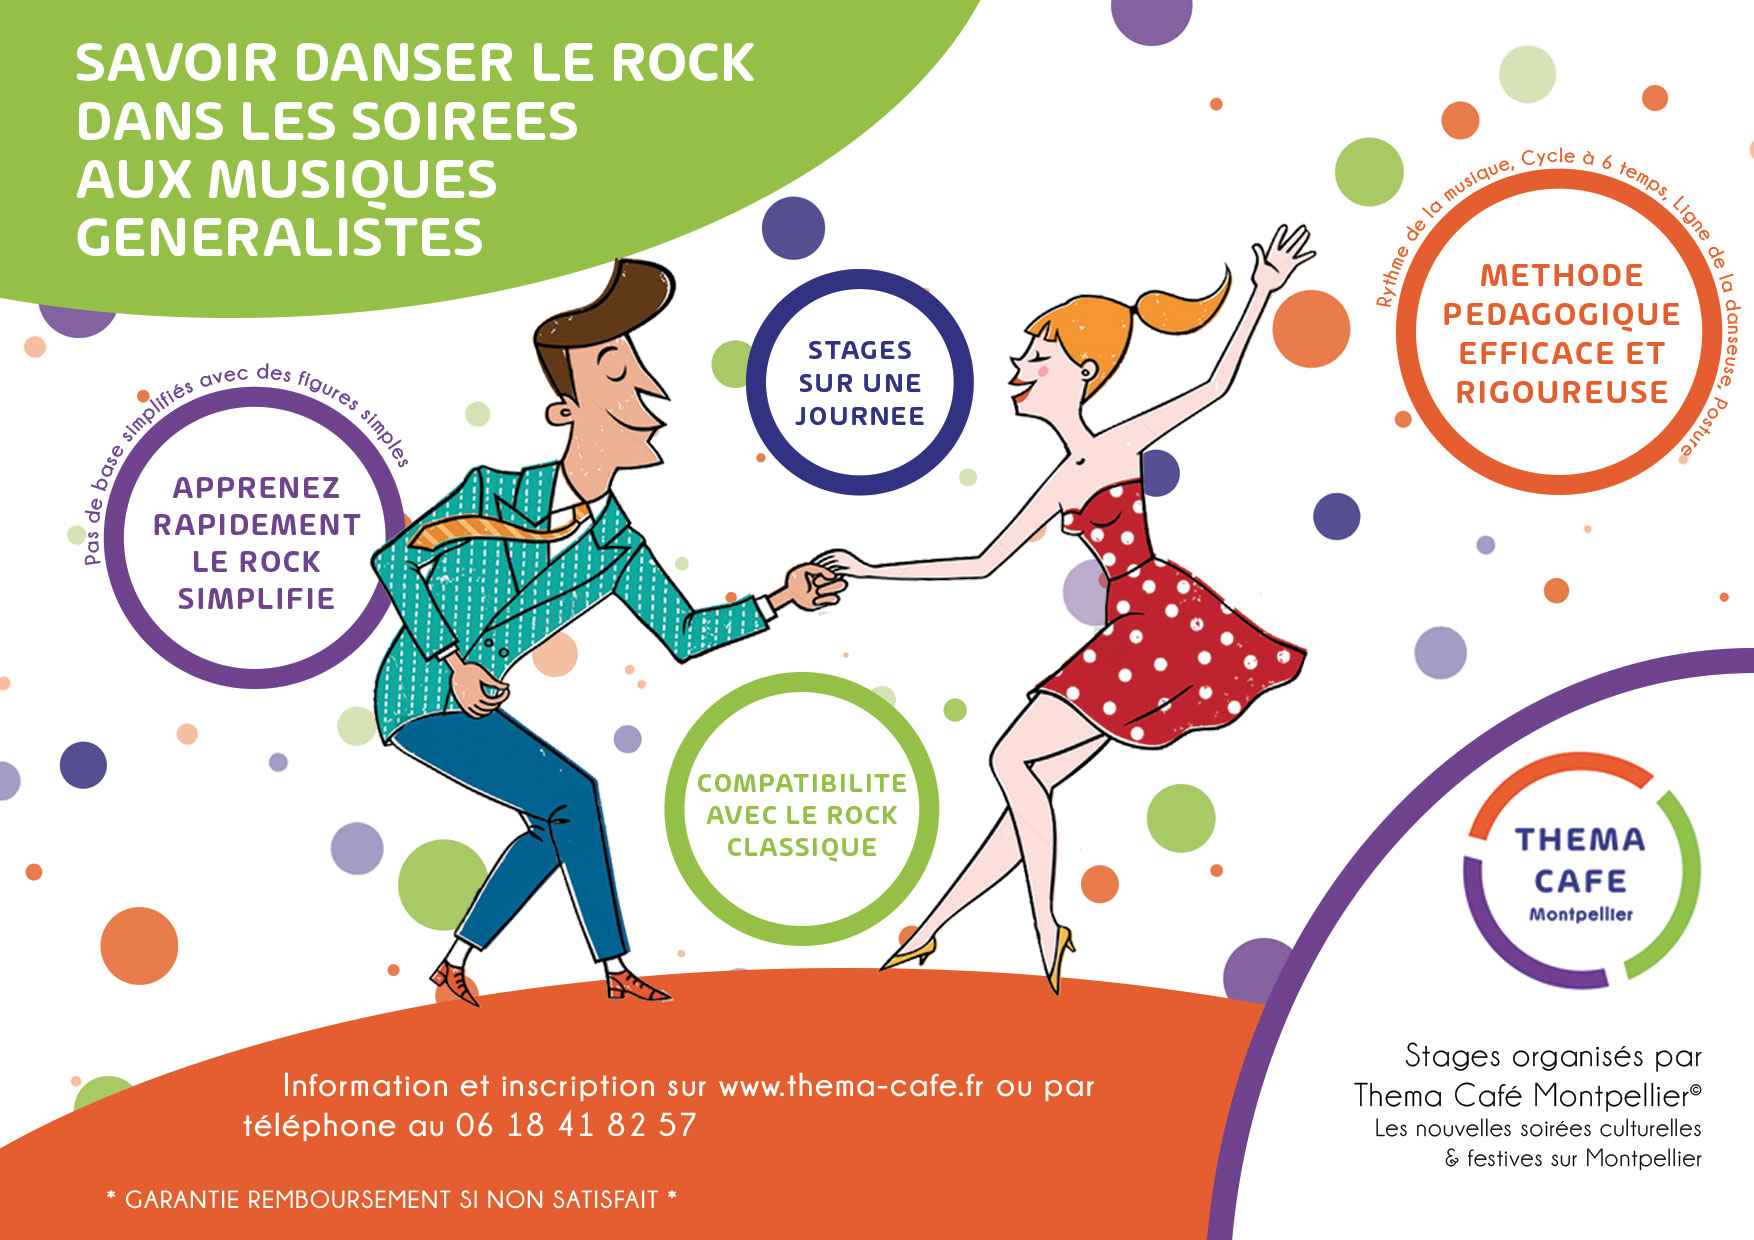 SAVOIR DANSER LE ROCK
DANS LES SOIREES
AUX MUSIQUES
GENERALISTES
Pas de base simplifiés avec des figures simples
APPRENEZ
RAPIDEMENT
LE ROCK
SIMPLIFIE
STAGES
SUR UNE
JOURNEE
Rythme de la musique, Cycle à 6 temps, Ligne de la danseuse, Posture
METHODE
PEDAGOGIQUE
EFFICACE ET
RIGOUREUSE
COMPATIBILITE
AVEC LE ROCK
CLASSIQUE
THEMA
CAFE
Montpellier
Information et inscription sur www.thema-cafe.fr ou par
téléphone au 06 18 41 82 57
* GARANTIE REMBOURSEMENT SI NON SATISFAIT *
Stages organisés par
Thema Café Montpellier©
Les nouvelles soirées culturelles
& festives sur Montpellier